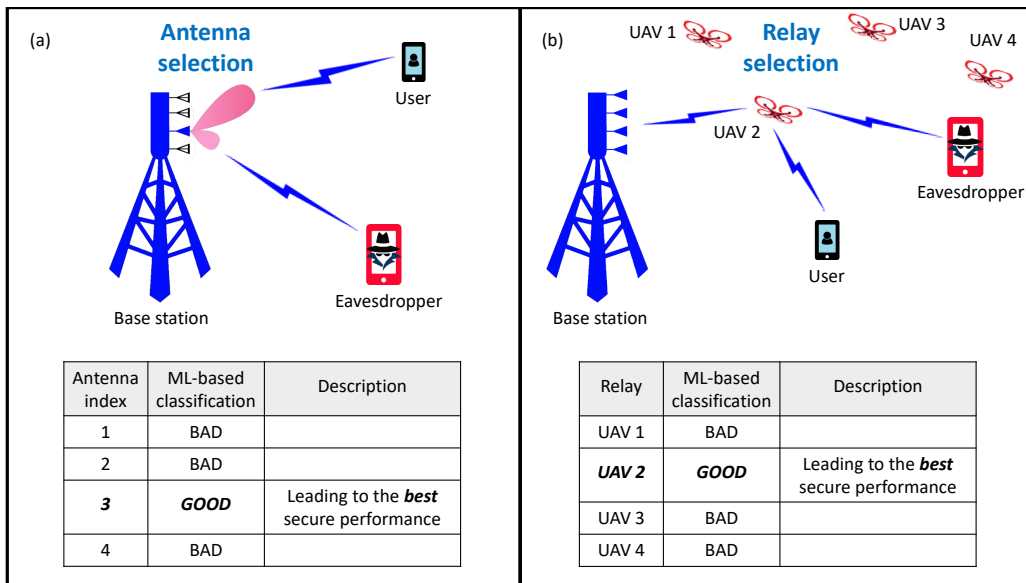 (a)
Antenna
selection
User
Eavesdropper
Base station
Antenna index ML-based classification Description
1 BAD
2 BAD
3 GOOD Leading to the best secure performance
4 BAD
(b)
UAV 1
Relay
selection
UAV 3
UAV 4
UAV 2
Eavesdropper
User
Base station
Relay ML-based classification Description
UAV 1 BAD
UAV 2 GOOD Leading to the best secure performance
UAV 3 BAD
UAV 4 BAD